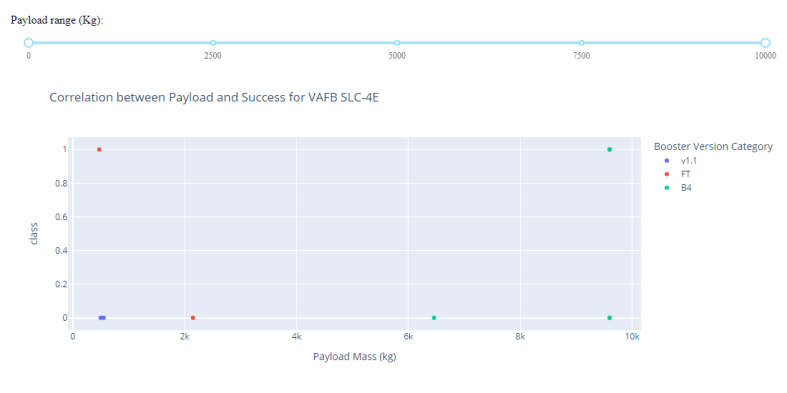 Payload range (Kg):
0 2500 5000 7500 10000
Correlation between Payload and Success for VAFB SLC-4E
Booster Version Category
v1.1
FT
B4
class
1
0.8
0.6
0.4
0.2
0
0 2k 4k 6k 8k 10k
Payload Mass (kg)